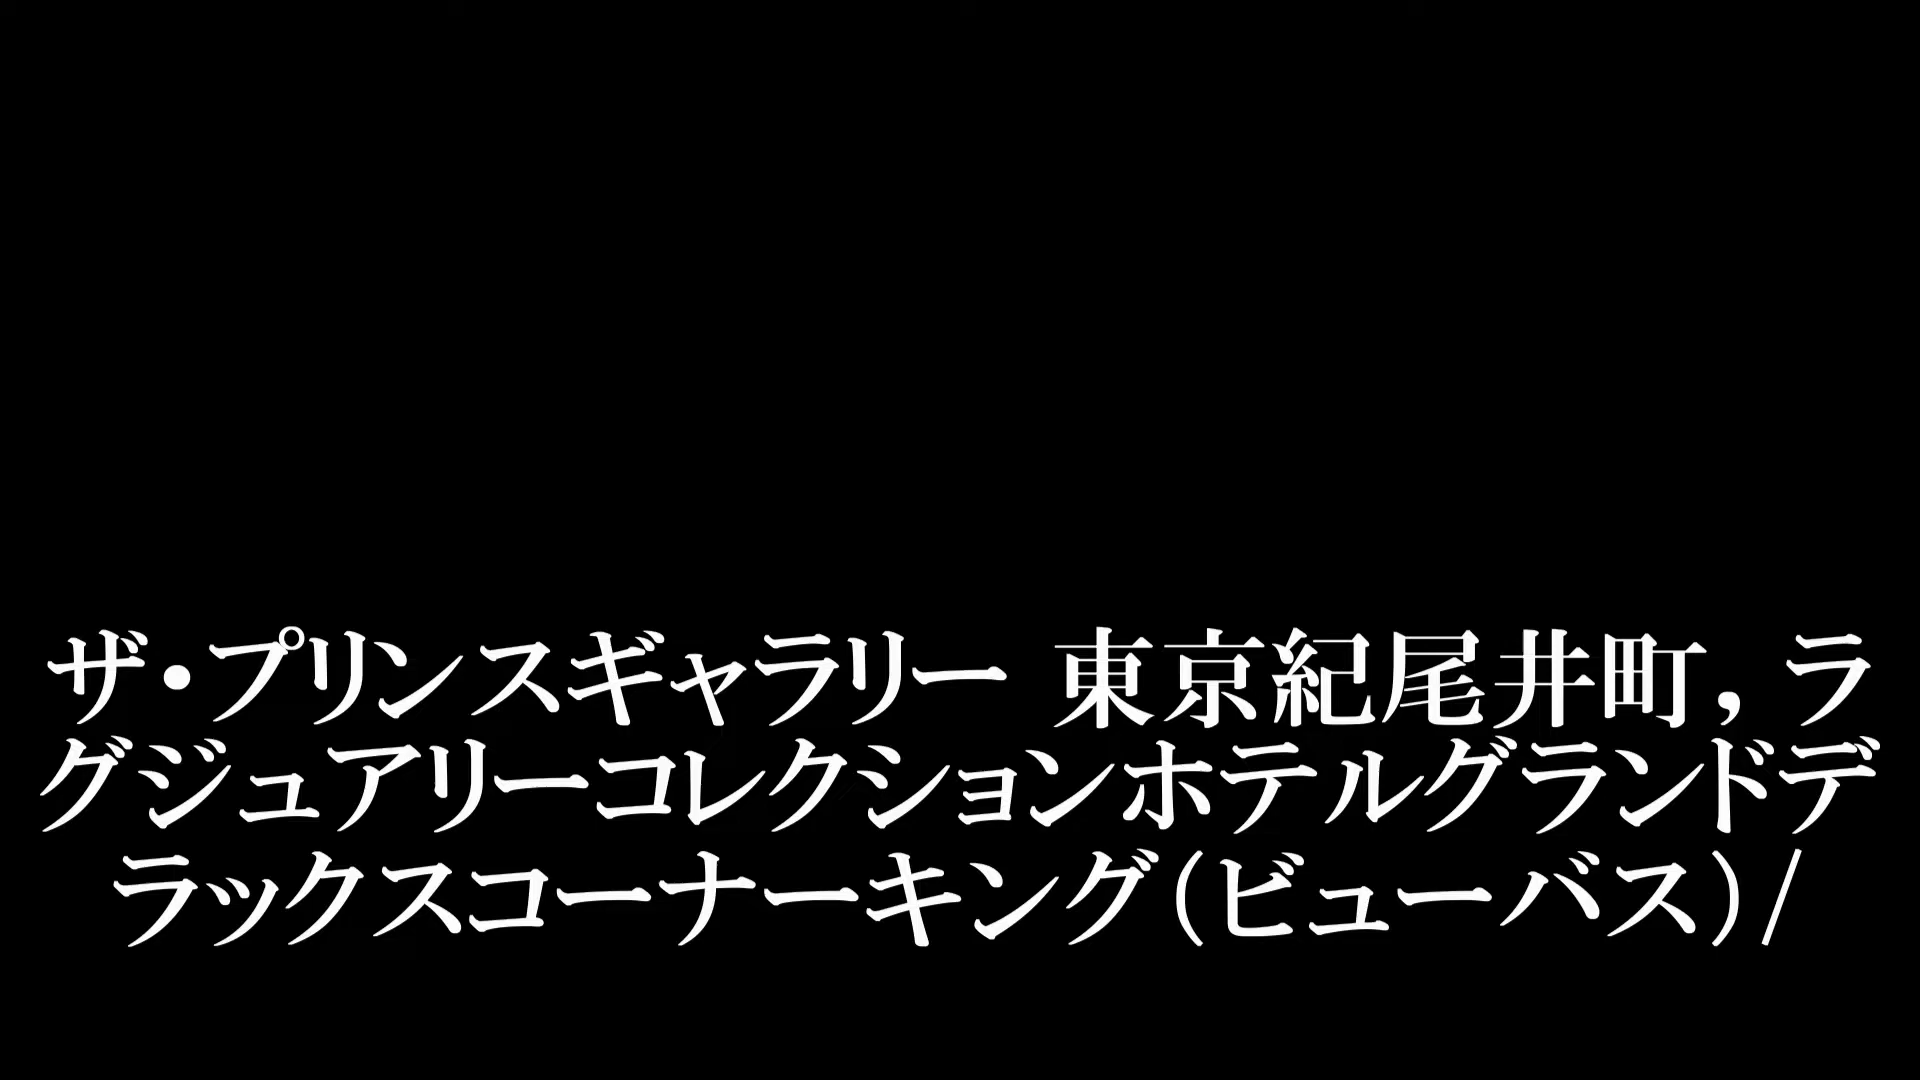 ザ・プリンスギャラリー 東京紀尾井町, ラ
グジュアリーコレクションホテルグランドデ
ラックスコーナーキング(ビューバス)/